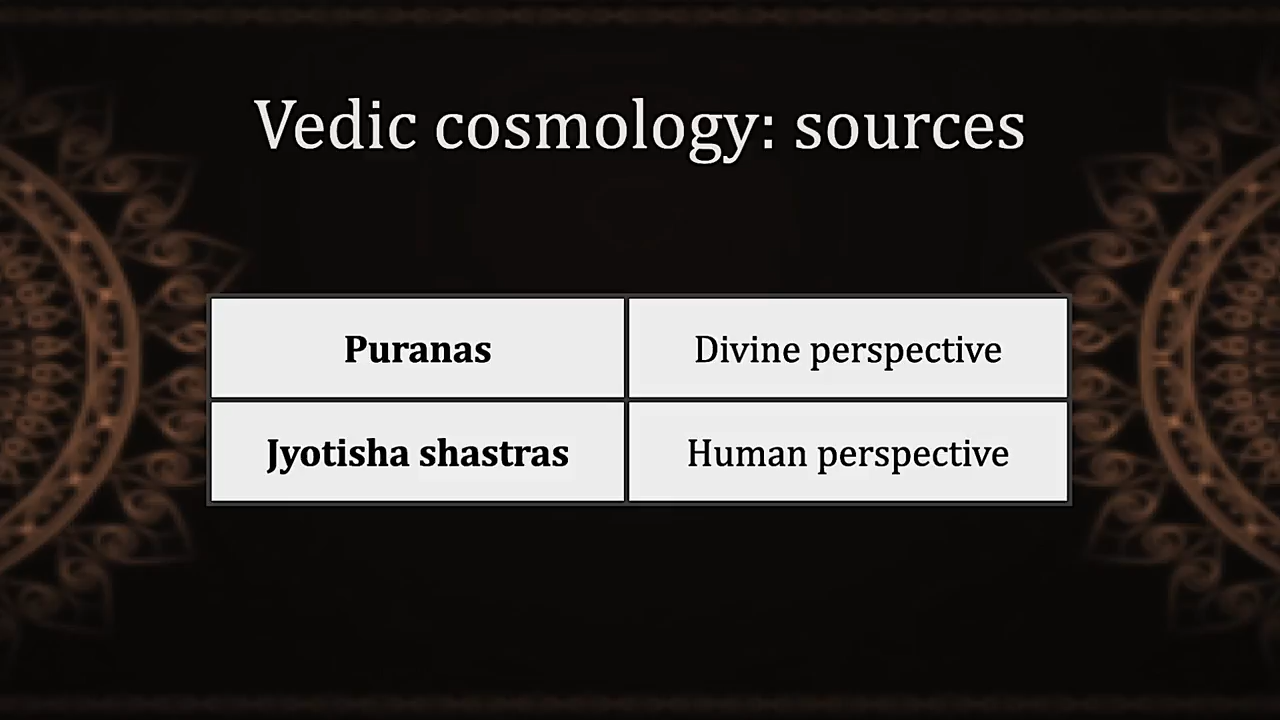 Vedic cosmology: sources
Puranas
Divine perspective
Jyotisha shastras
Human perspective